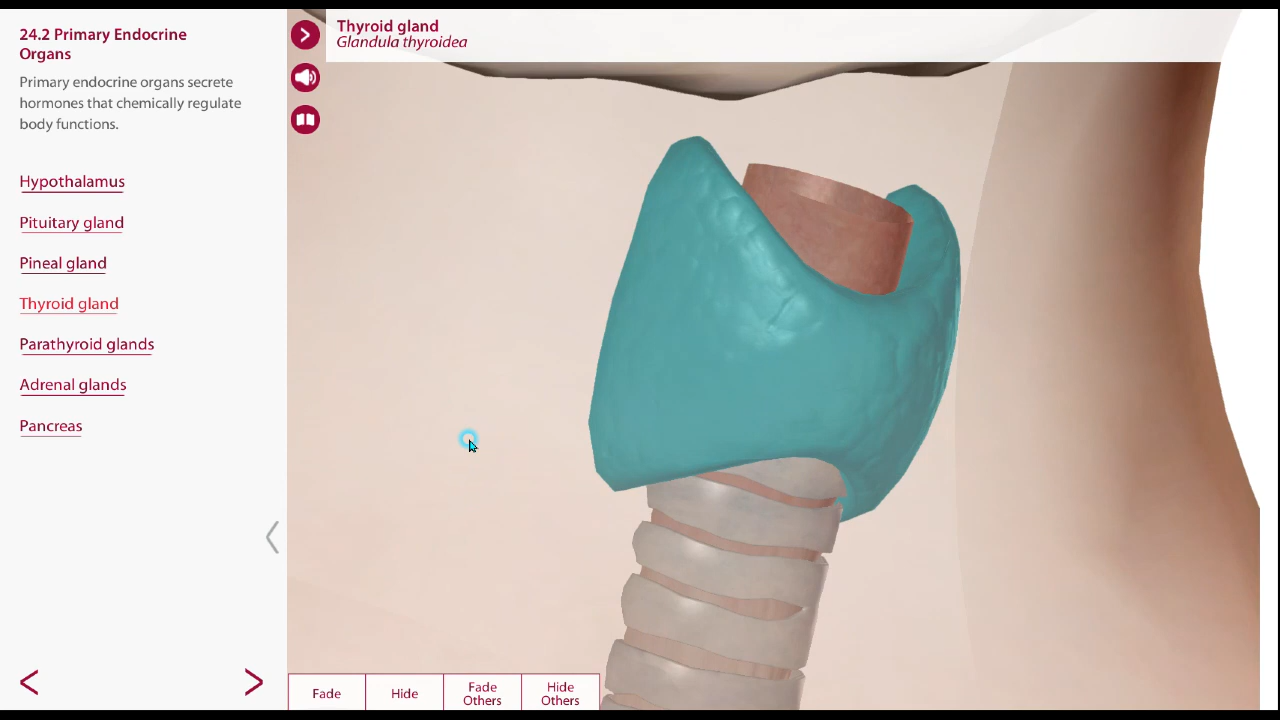 24.2 Primary Endocrine
Organs
Primary endocrine organs secrete
hormones that chemically regulate
body functions.
Hypothalamus
Pituitary gland
Pineal gland
Thyroid gland
Parathyroid glands
Adrenal glands
Pancreas
Thyroid gland
Glandula thyroidea
Fade
Hide
Fade
Others
Hide
Others